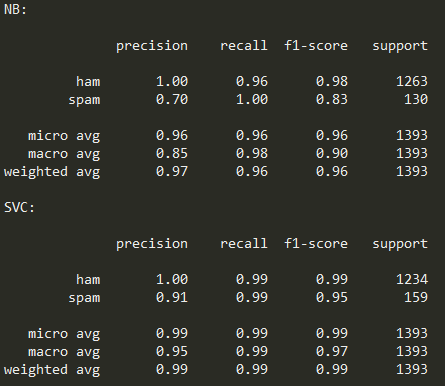 NB:
precision recall f1-score support
ham 1.00 0.96 0.98 1263
spam 0.70 1.00 0.83 130
micro avg 0.96 0.96 0.96 1393
macro avg 0.85 0.98 0.90 1393
weighted avg 0.97 0.96 0.96 1393
SVC:
precision recall f1-score support
ham 1.00 0.99 0.99 1234
spam 0.91 0.99 0.95 159
micro avg 0.99 0.99 0.99 1393
macro avg 0.95 0.99 0.97 1393
weighted avg 0.99 0.99 0.99 1393